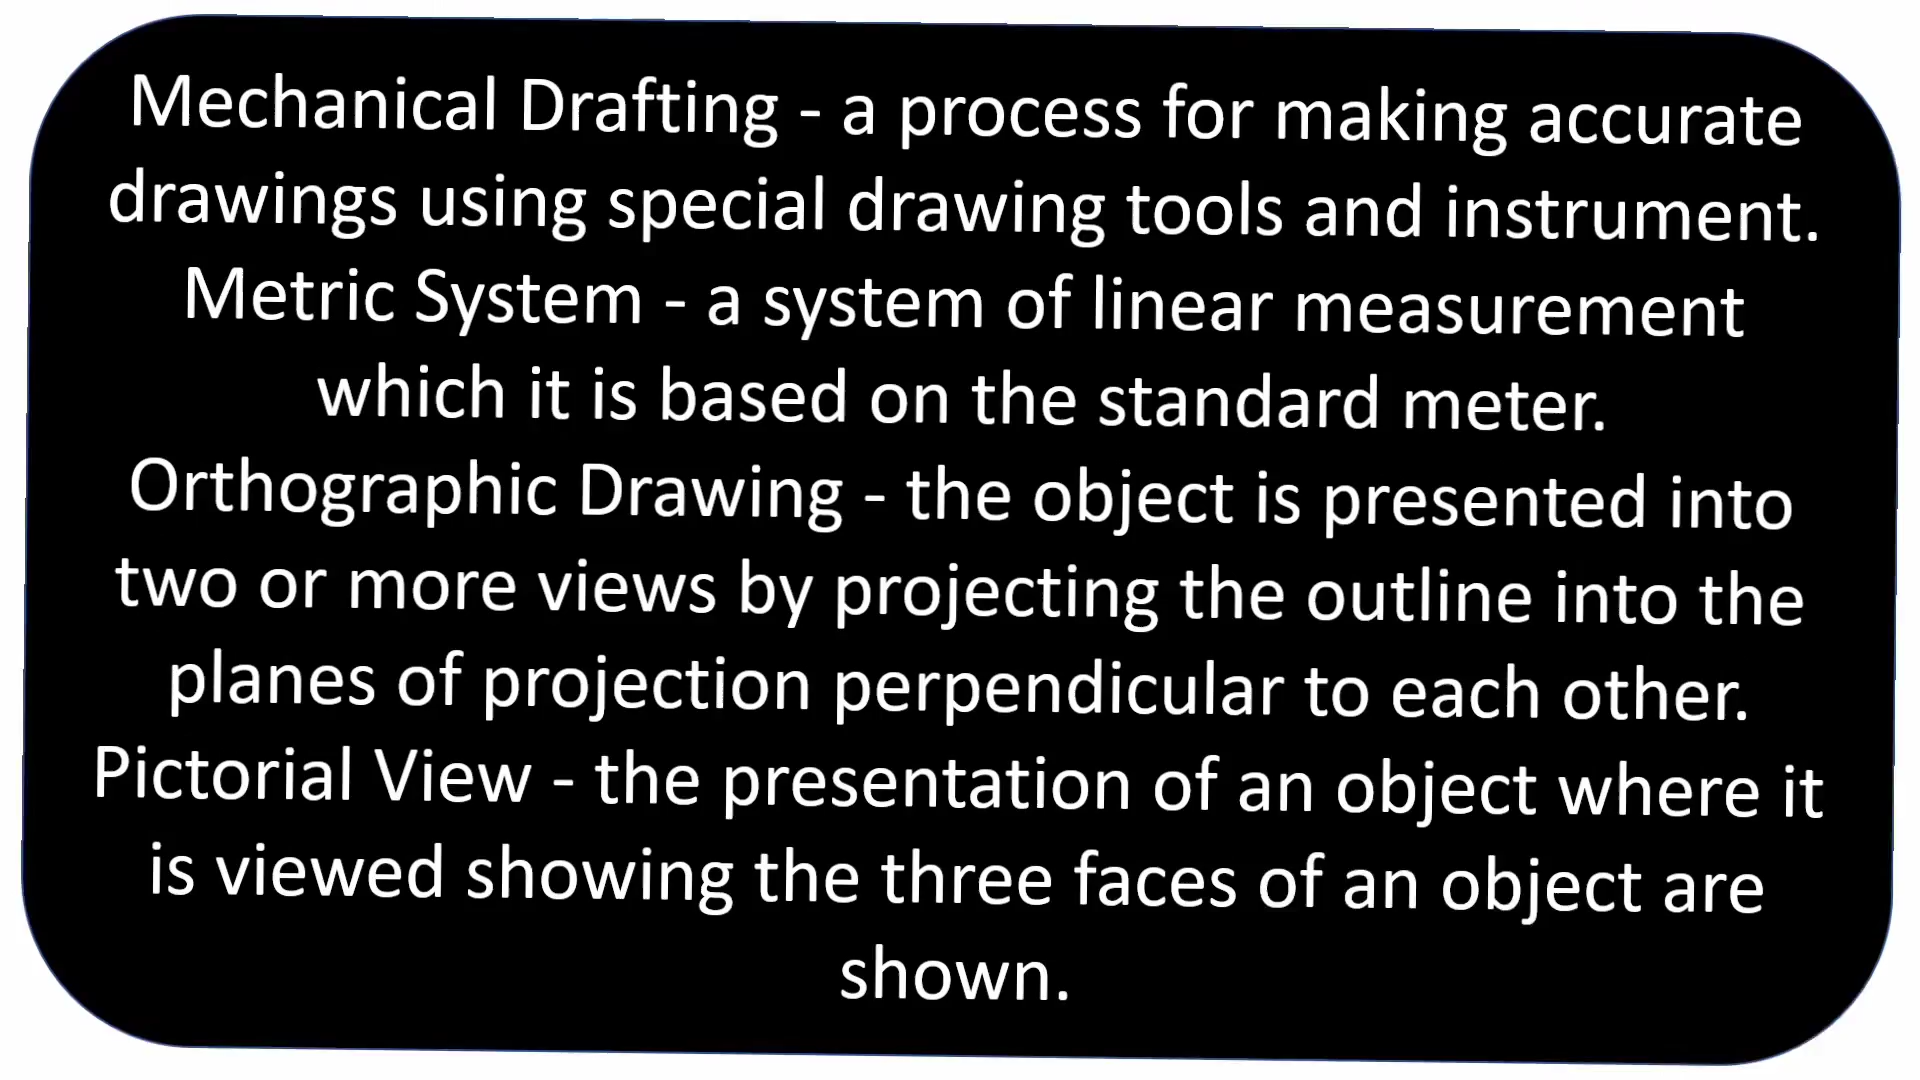 Mechanical Drafting - a process for making accurate
drawings using special drawing tools and instrument.
Metric System - a system of linear measurement
which it is based on the standard meter.
Orthographic Drawing - the object is presented into
two or more views by projecting the outline into the
planes of projection perpendicular to each other.
Pictorial View - the presentation of an object where it
is viewed showing the three faces of an object are
shown.